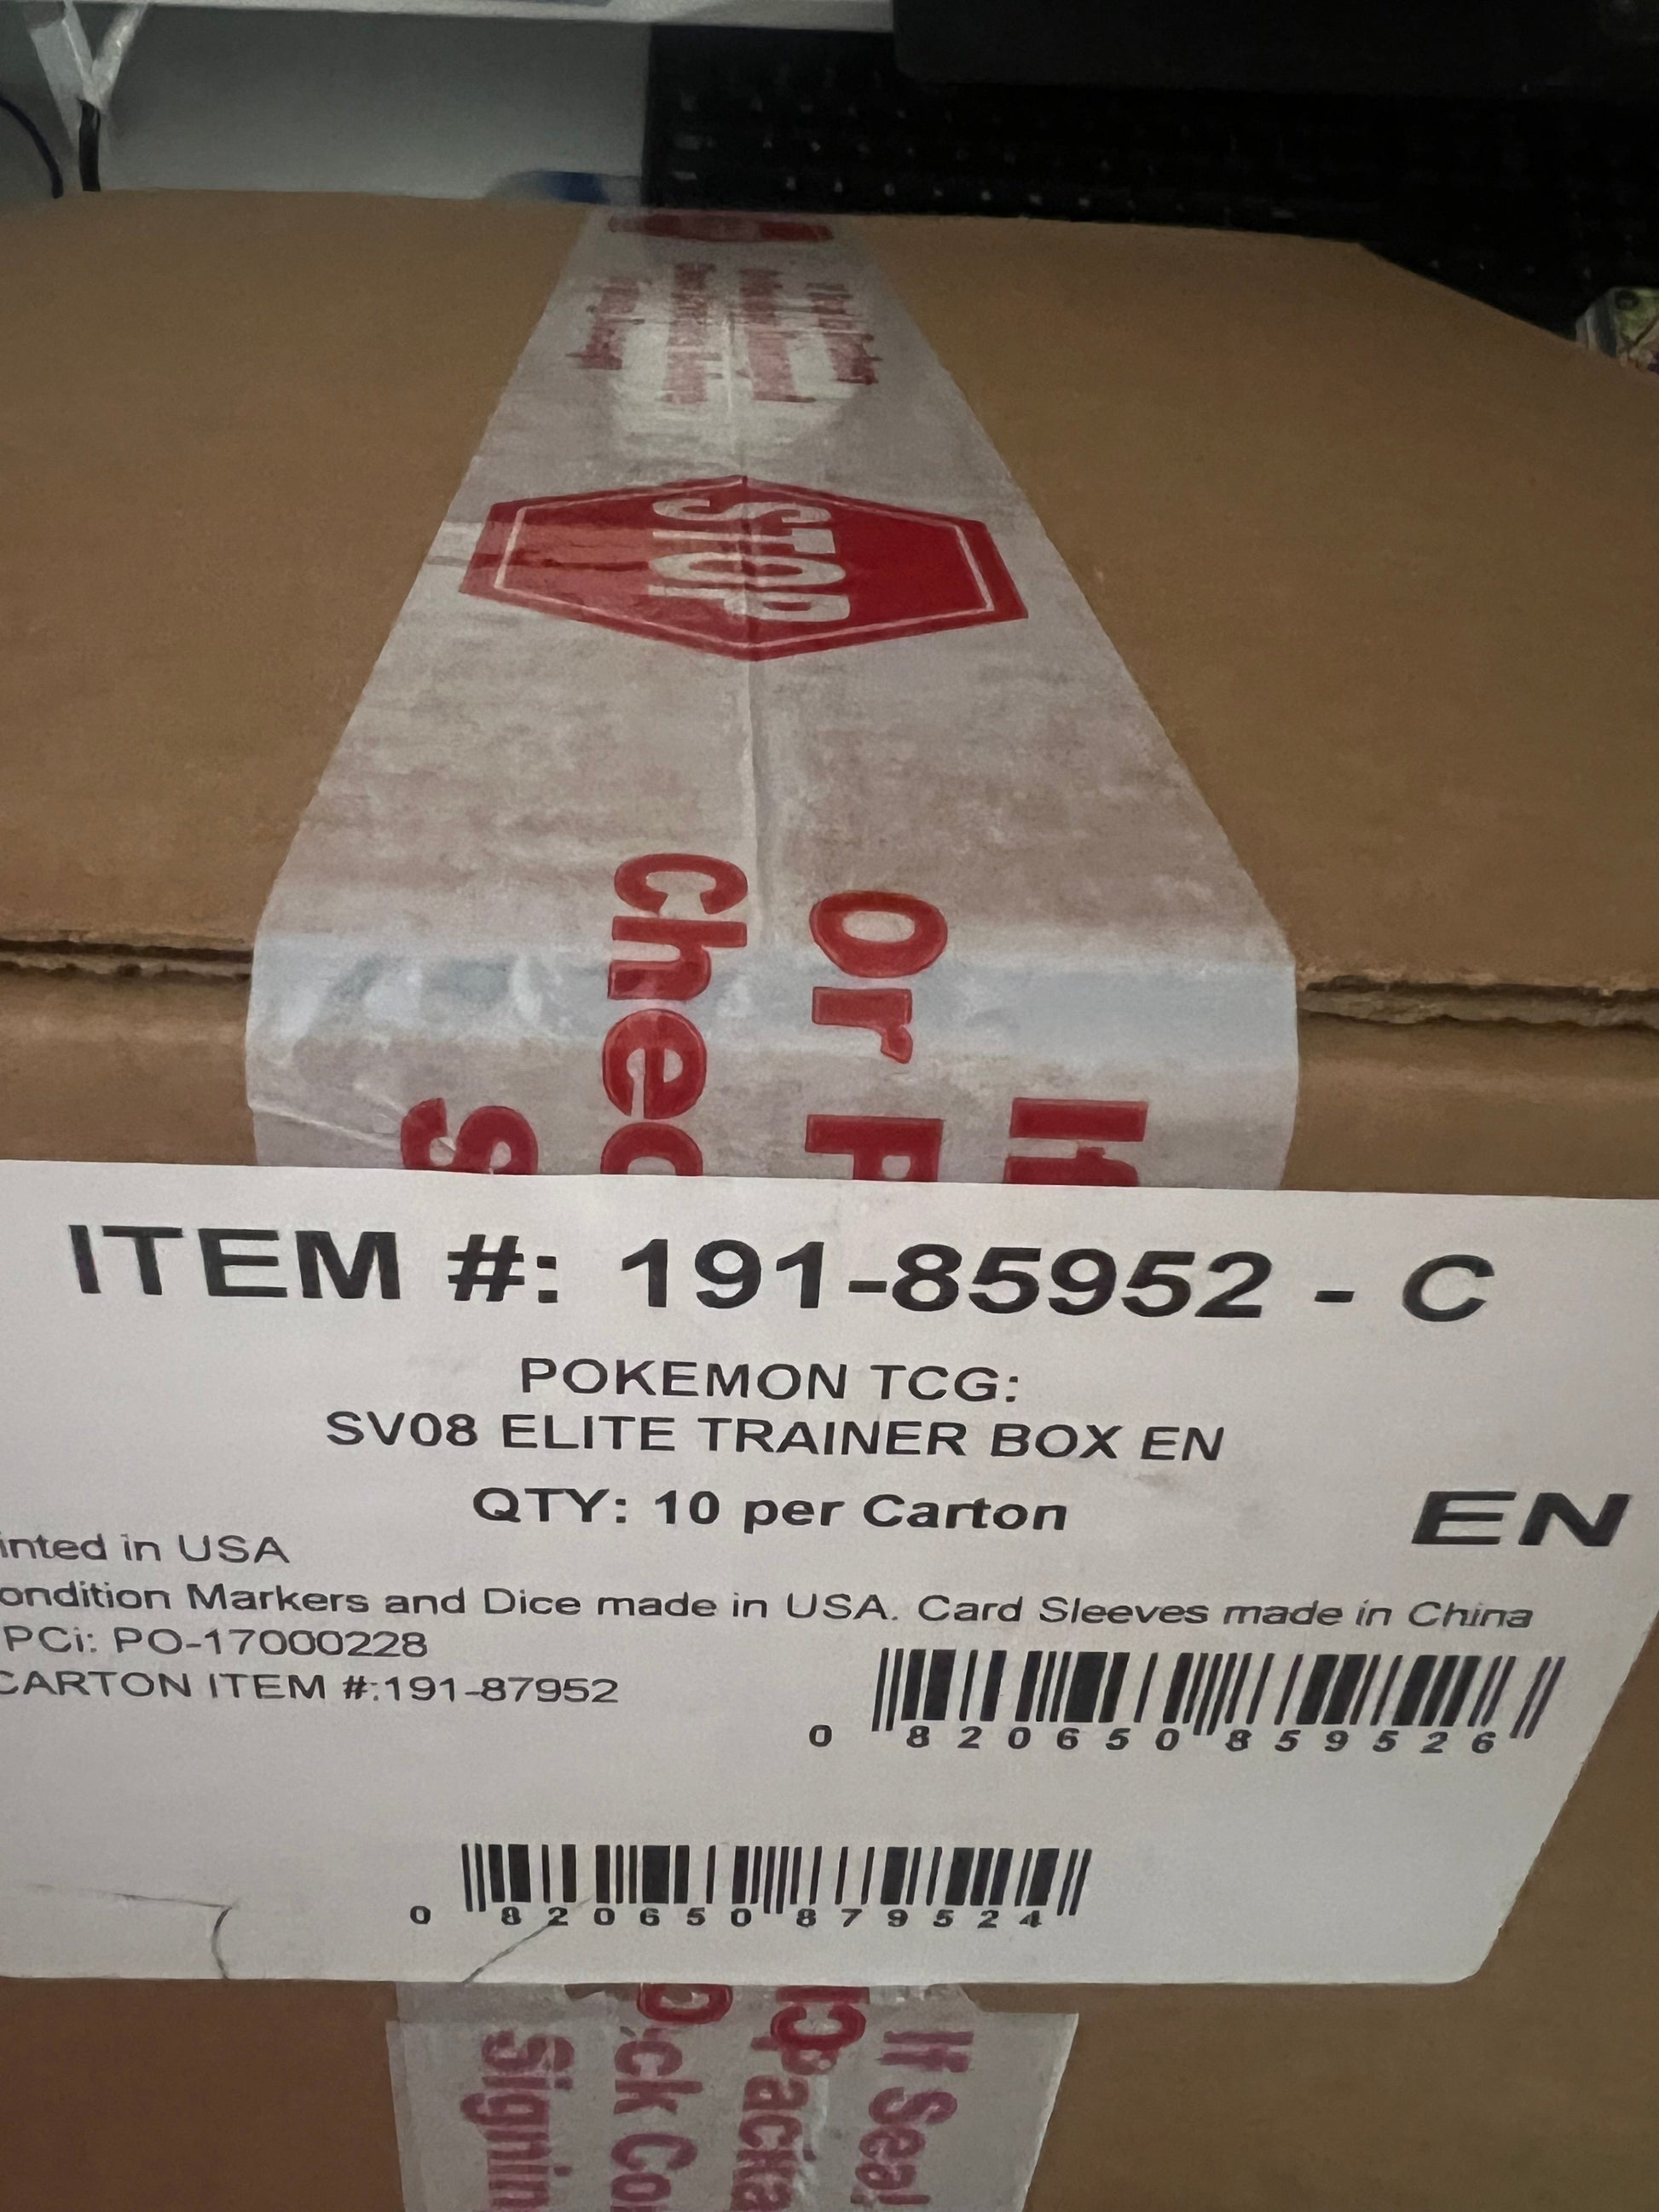 STOP
Or P
Chec
If
S
ITEM #: 191-85952 - C
POKEMON TCG:
SV08 ELITE TRAINER BOX EN
QTY: 10 per Carton
EN
inted in USA
ondition Markers and Dice made in USA. Card Sleeves made in China
PCi: PO-17000228
CARTON ITEM #:191-87952
0 820650 859526
0 820650 879524
If Seal
Packa
ck Co
Signin